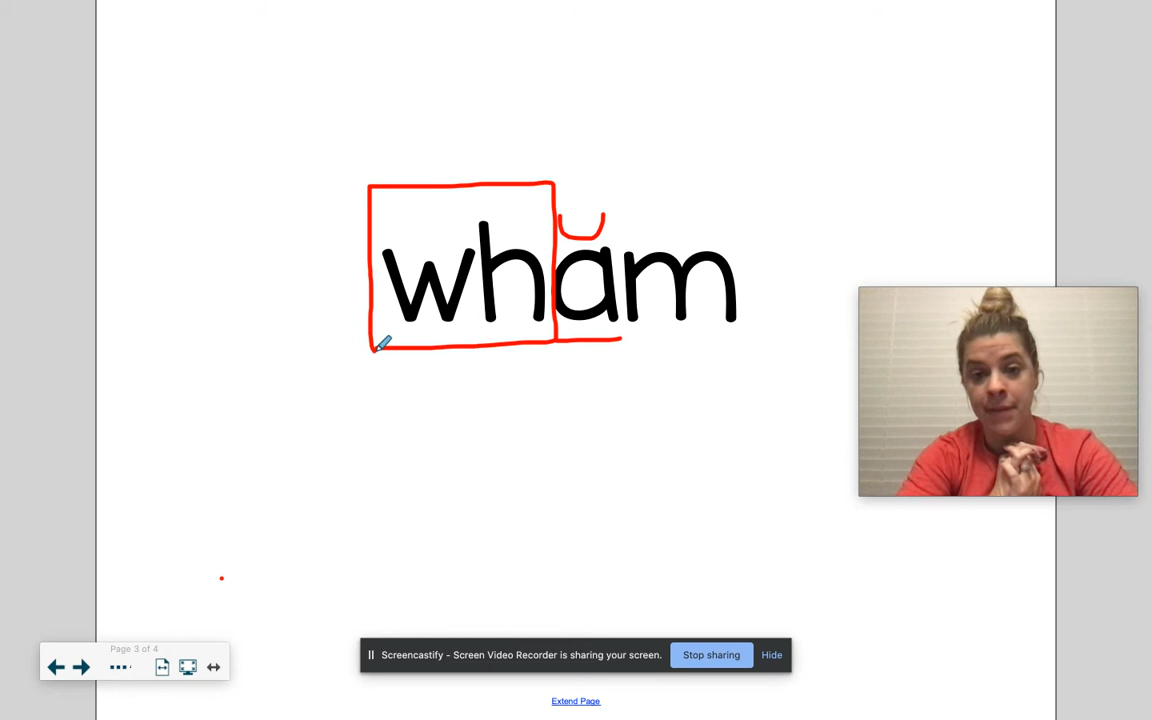 wham
Page 3 of 4
Screencastify - Screen Video Recorder is sharing your screen.
Stop sharing
Hide
Extend Page